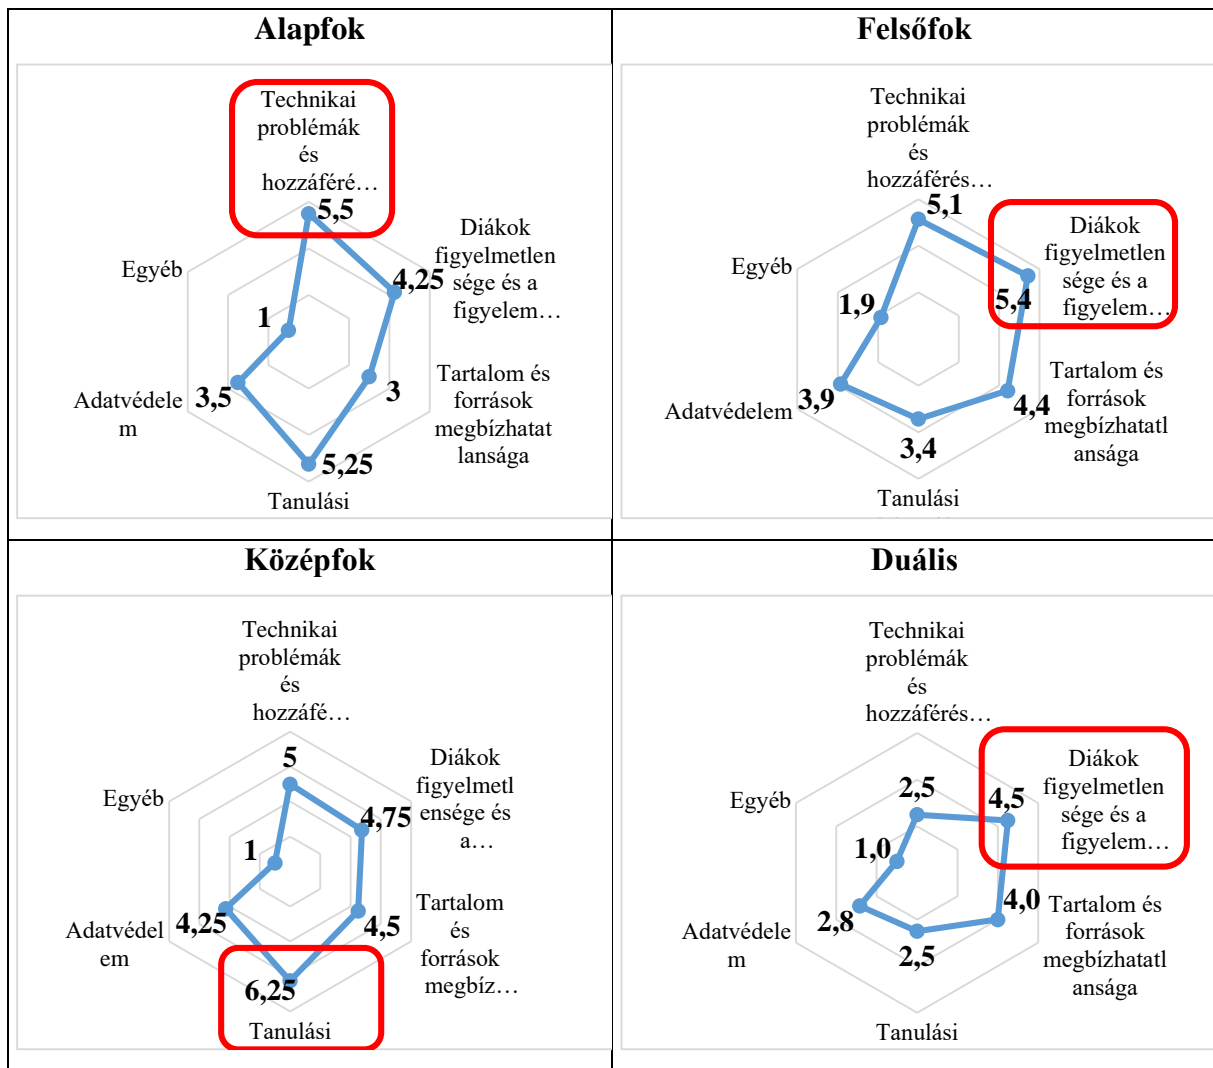 Alapfok
Technikai
problémák
és
hozzáféré…
5,5
Diákok
figyelmetlen
sége és a
figyelem…
4,25
Tartalom és
források
megbízhatat
lansága
3
Tanulási
5,25
Adatvédele
m
3,5
Egyéb
1
Felsőfok
Technikai
problémák
és
hozzáférés…
5,1
Diákok
figyelmetlen
sége és a
figyelem…
5,4
Tartalom és
források
megbízhatatl
ansága
4,4
Tanulási
3,4
Adatvédelem
3,9
Egyéb
1,9
Középfok
Technikai
problémák
és
hozzáfé…
5
Diákok
figyelmetl
ensége és
a…
4,75
Tartalom
és
források
megbíz…
4,5
Tanulási
6,25
Adatvédel
em
4,25
Egyéb
1
Duális
Technikai
problémák
és
hozzáférés…
2,5
Diákok
figyelmetlen
sége és a
figyelem…
4,5
Tartalom és
források
megbízhatatl
ansága
4,0
Tanulási
2,5
Adatvédele
m
2,8
Egyéb
1,0